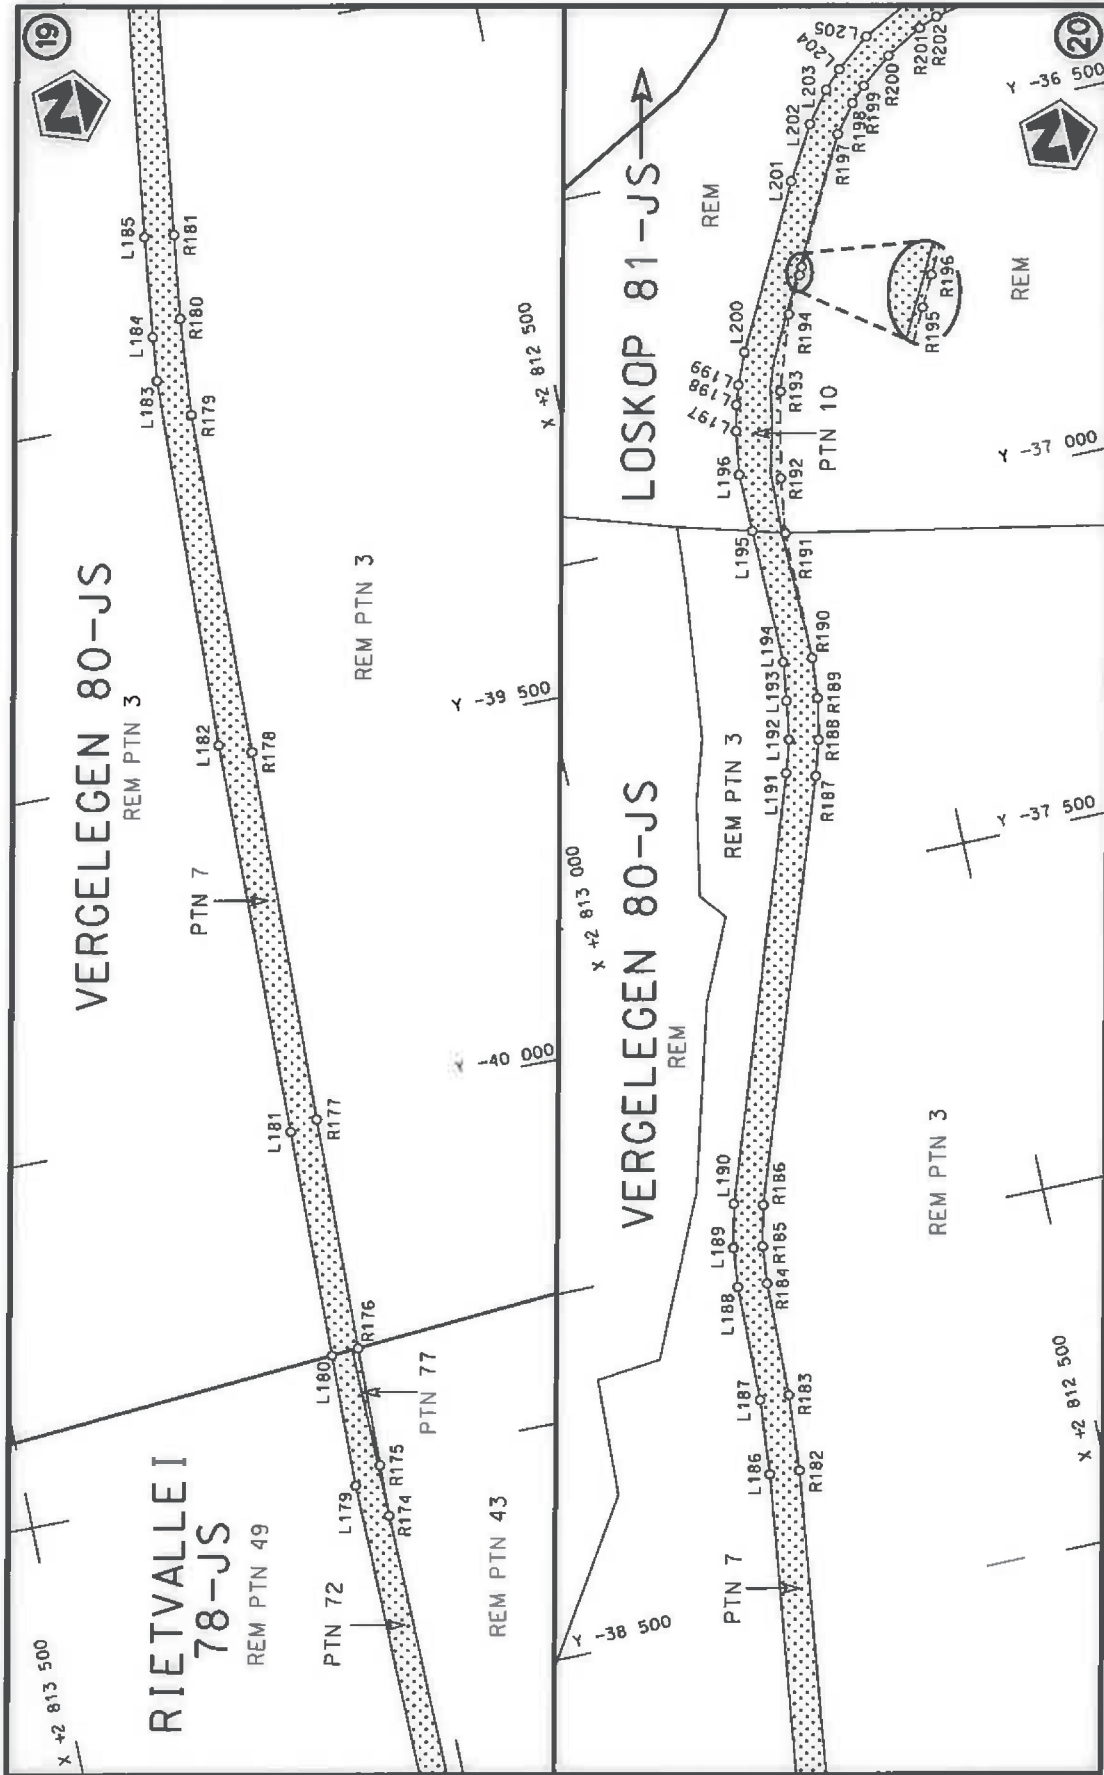 19
VERGELEGEN 80-JS
REM PTN 3
L185
R181
L184
R180
L183
R179
X +2 812 500
REM PTN 3
Y -39 500
L182
R178
PTN 7
-40 000
L181
R177
L180
R176
PTN 77
RIETVALLEI
78-JS
REM PTN 49
L179
R175
R174
PTN 72
REM PTN 43
X +2 813 500
20
LOSKOP 81-JS
REM
REM
Y -36 500
L205
L204
L203
L202
L201
R202
R201
R200
R199
R198
R197
R196
R195
L200
L199
L198
L197
L196
R194
R193
R192
PTN 10
Y -37 000
L195
R191
L194
L193
L192
L191
R190
R189
R188
R187
VERGELEGEN 80-JS
REM
REM PTN 3
X +2 813 000
Y -37 500
L190
L189
L188
R186
R185
R184
REM PTN 3
L187
L186
R183
R182
PTN 7
Y -38 500
X +2 812 500